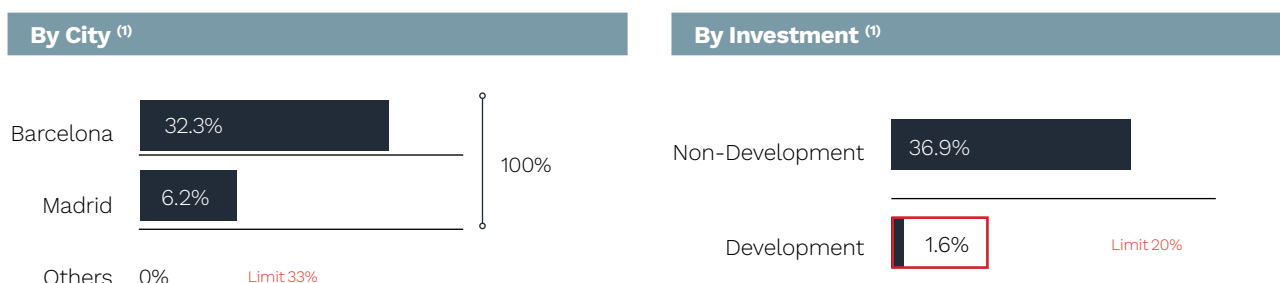 By City (1)
Barcelona 32.3%
Madrid 6.2%
100%
Others 0% Limit 33%
By Investment (1)
Non-Development 36.9%
Development 1.6% Limit 20%